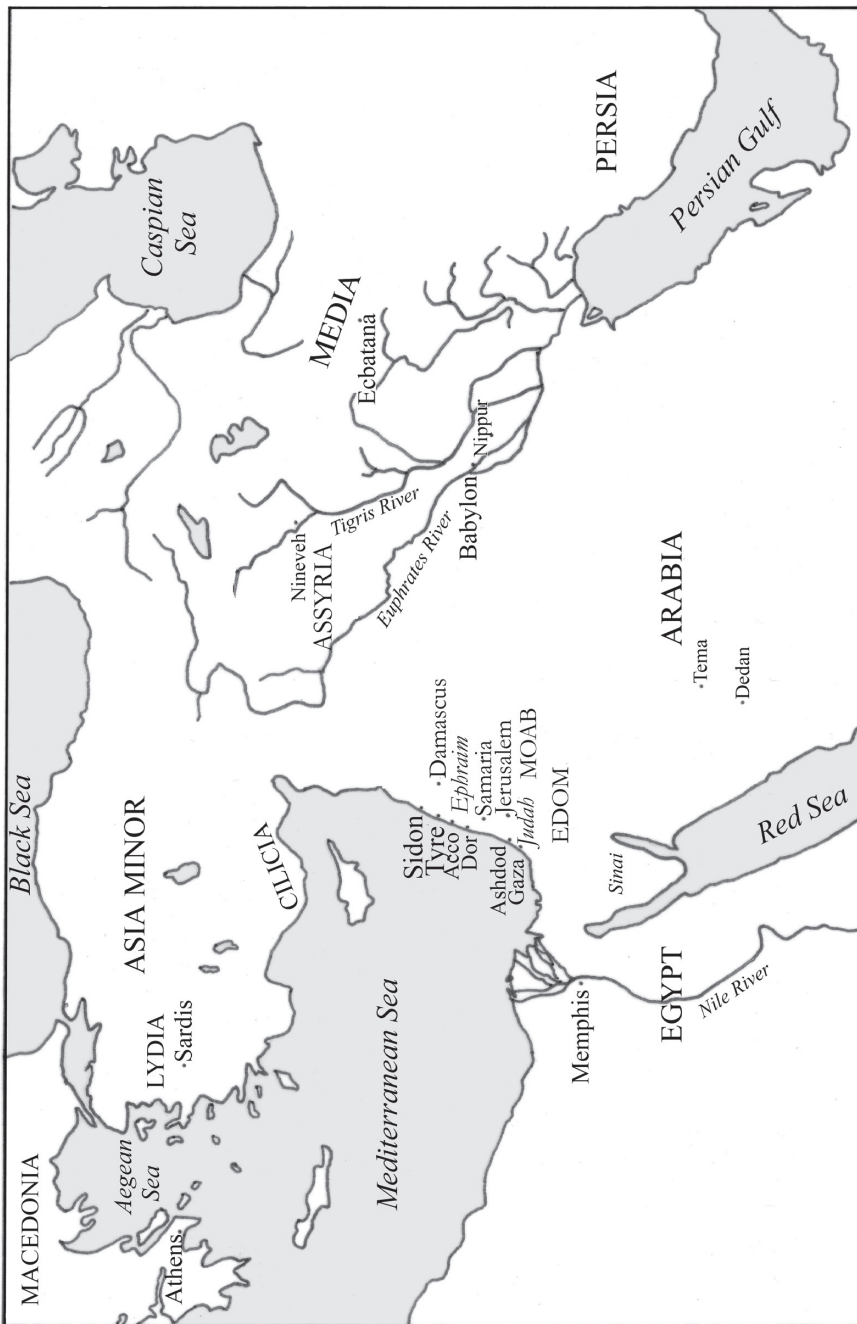 MACEDONIA
Black Sea
Caspian
Sea
Aegean
Sea
LYDIA
Sardis
ASIA MINOR
Athens
CILICIA
MEDIA
Ecbatana
Nineveh
ASSYRIA
Tigris River
Euphrates River
Babylon
Nippur
PERSIA
Persian Gulf
Mediterranean Sea
Sidon
Tyre
Acco
Dor
Damascus
Ephraim
Samaria
Jerusalem
Ashdod
Gaza
Judah
MOAB
EDOM
Memphis
EGYPT
Nile River
Sinai
Red Sea
ARABIA
Tema
Dedan